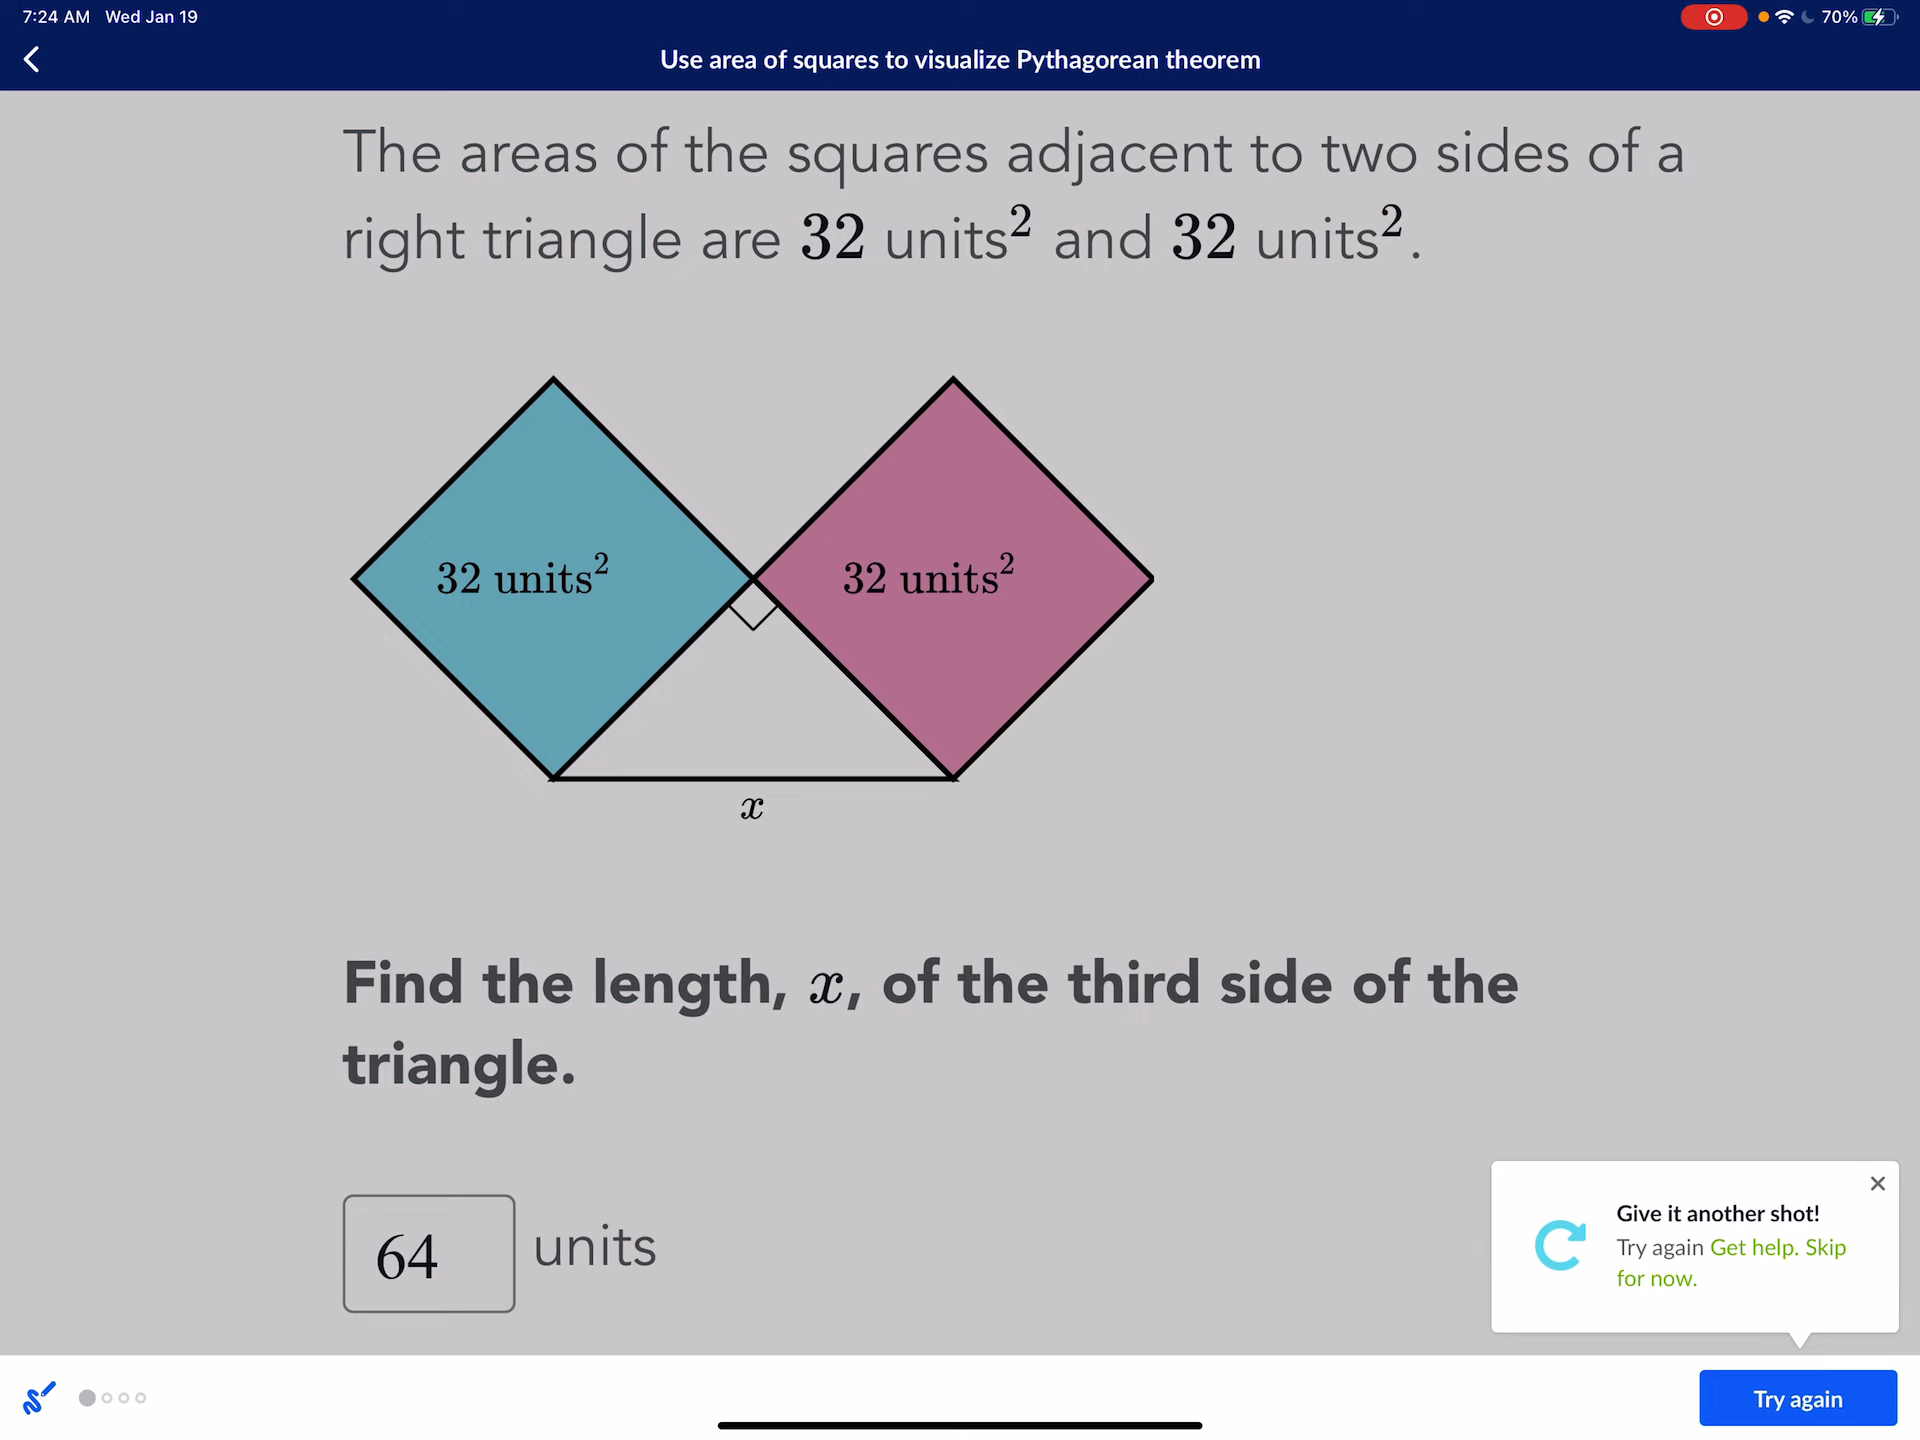 7:24 AM Wed Jan 19
70%
Use area of squares to visualize Pythagorean theorem
The areas of the squares adjacent to two sides of a
right triangle are 32 units² and 32 units².
32 units²
32 units²
x
Find the length, x, of the third side of the
triangle.
64 units
Give it another shot!
Try again Get help. Skip
for now.
Try again